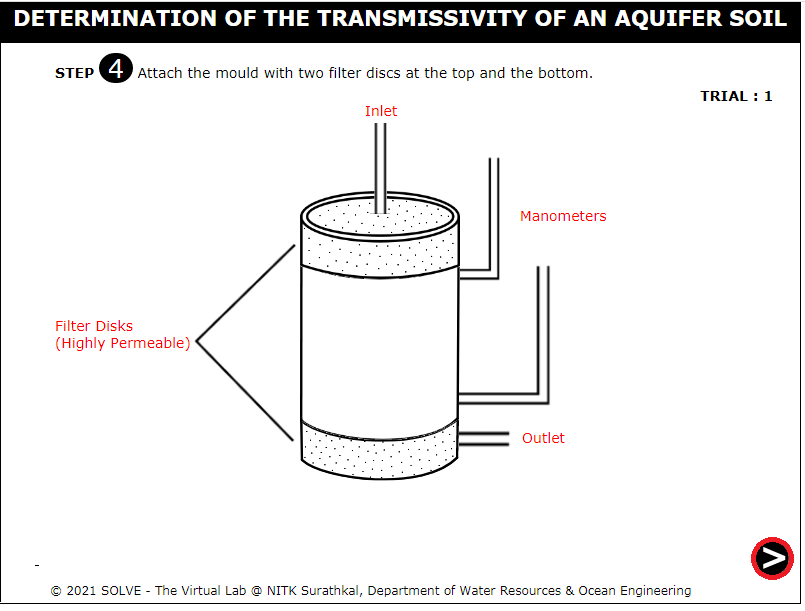 DETERMINATION OF THE TRANSMISSIVITY OF AN AQUIFER SOIL
STEP 4 Attach the mould with two filter discs at the top and the bottom.
TRIAL : 1
Inlet
Manometers
Filter Disks
(Highly Permeable)
Outlet
-
>
© 2021 SOLVE - The Virtual Lab @ NITK Surathkal, Department of Water Resources & Ocean Engineering